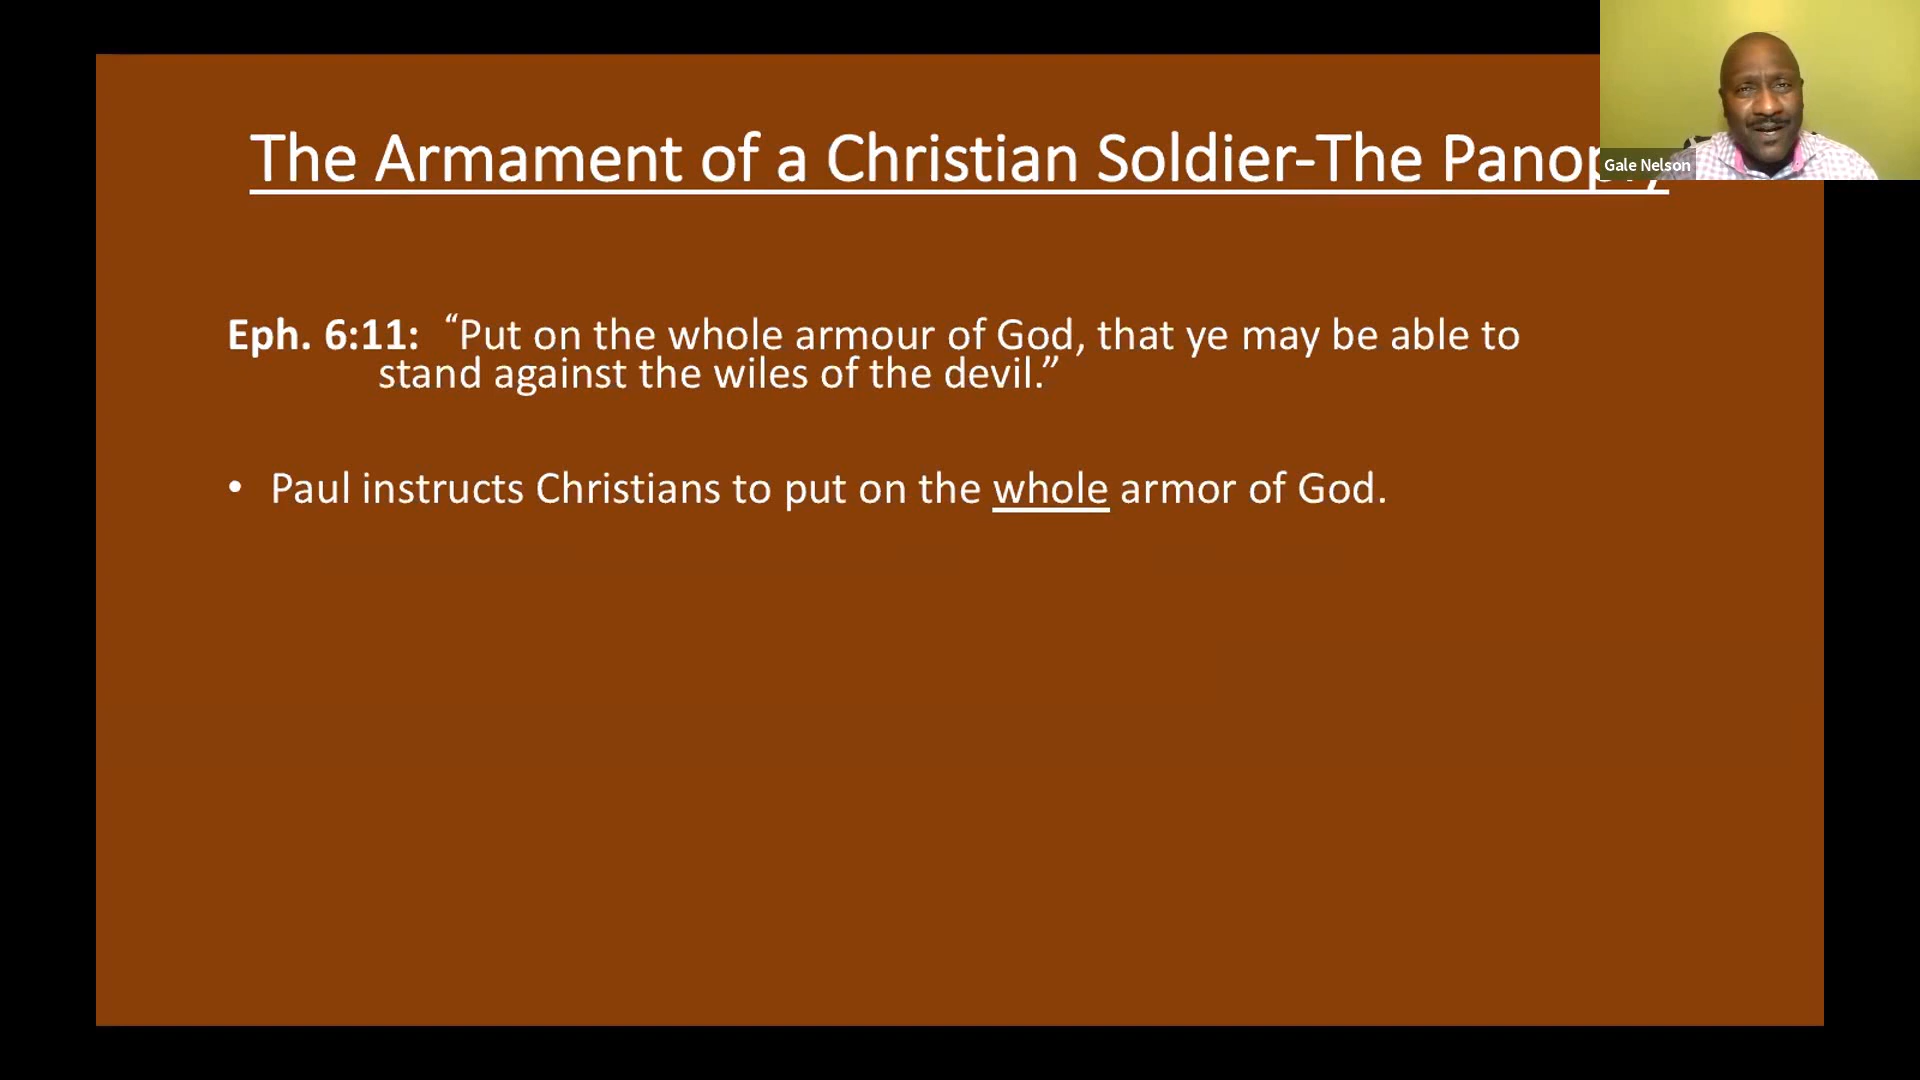 The Armament of a Christian Soldier-The Panoply
Gale Nelson
Eph. 6:11: “Put on the whole armour of God, that ye may be able to
stand against the wiles of the devil.”
• Paul instructs Christians to put on the whole armor of God.